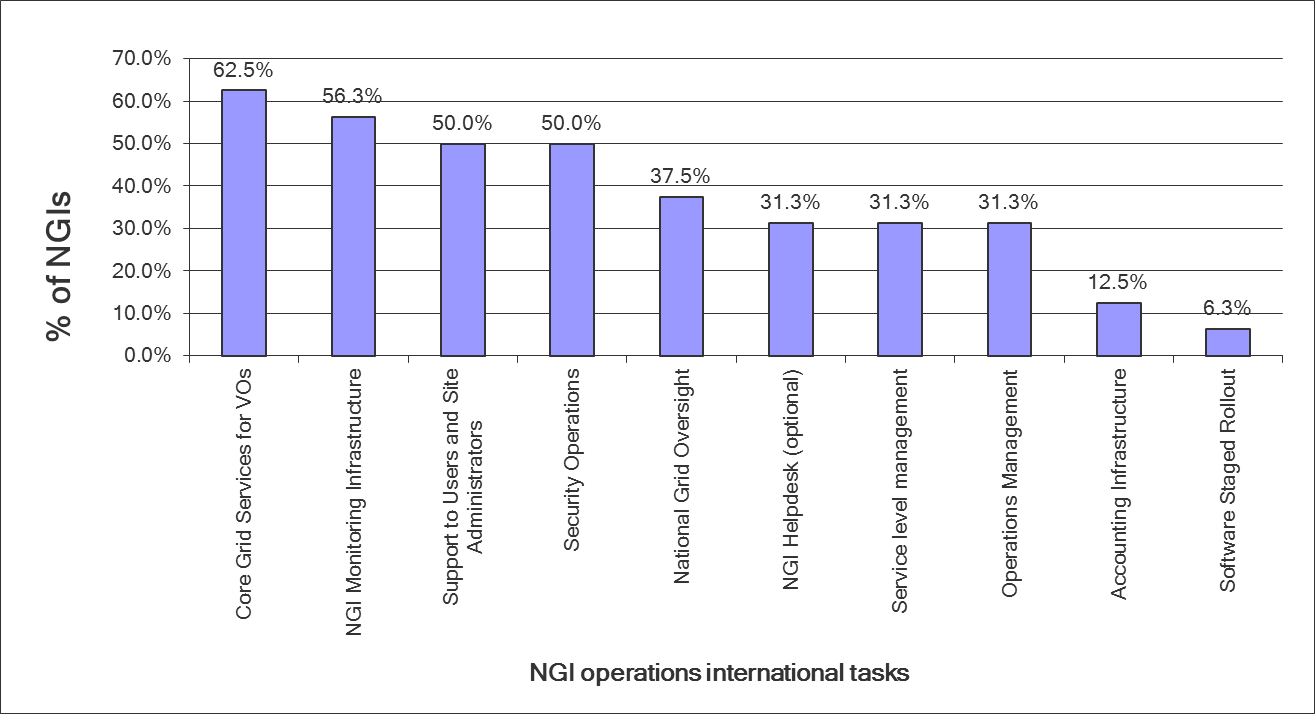 70.0%
60.0%
50.0%
40.0%
30.0%
20.0%
10.0%
0.0%
% of NGIs
62.5%
56.3%
50.0%
50.0%
37.5%
31.3%
31.3%
31.3%
12.5%
6.3%
Core Grid Services for VOs
NGI Monitoring Infrastructure
Support to Users and Site
Administrators
Security Operations
National Grid Oversight
NGI Helpdesk (optional)
Service level management
Operations Management
Accounting Infrastructure
Software Staged Rollout
NGI operations international tasks